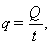 q = Q/t,